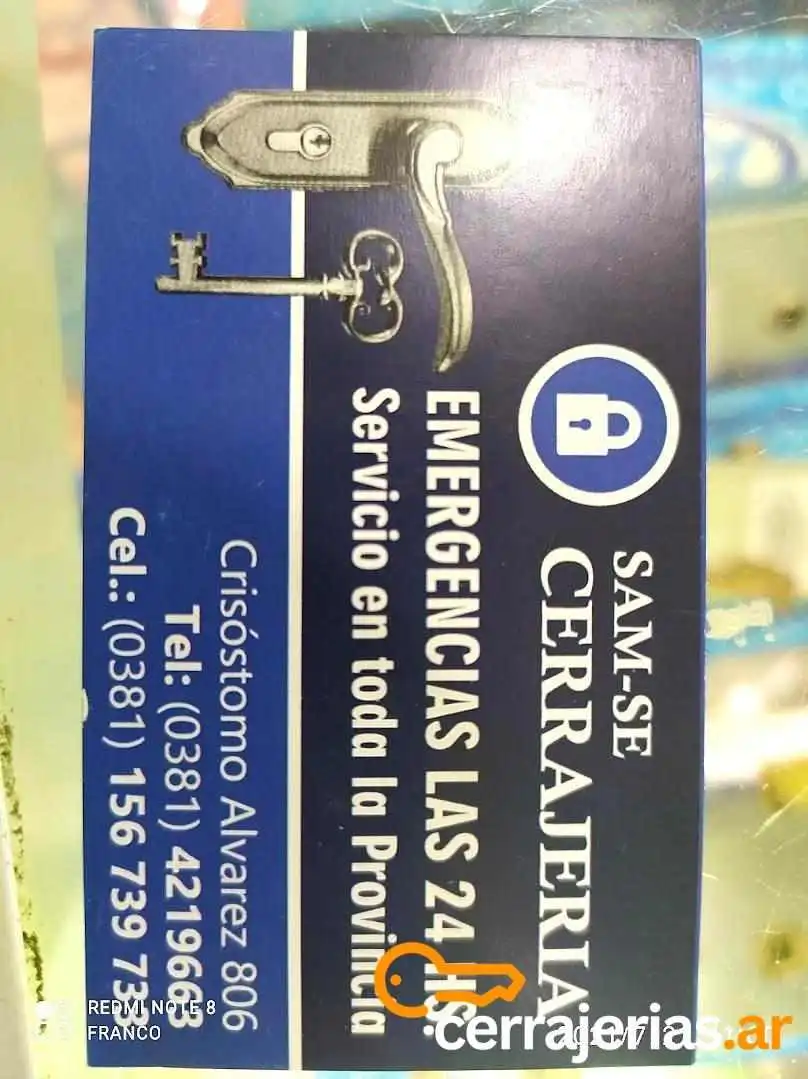 SAM-SE
CERRAJERIA
EMERGENCIAS LAS 24 HS.
Servicio en toda la Provincia
Crisóstomo Alvarez 806
Tel: (0381) 4219663
Cel.: (0381) 156 739 733
REDMI NOTE 8
FRANCO
cerrajerias.ar